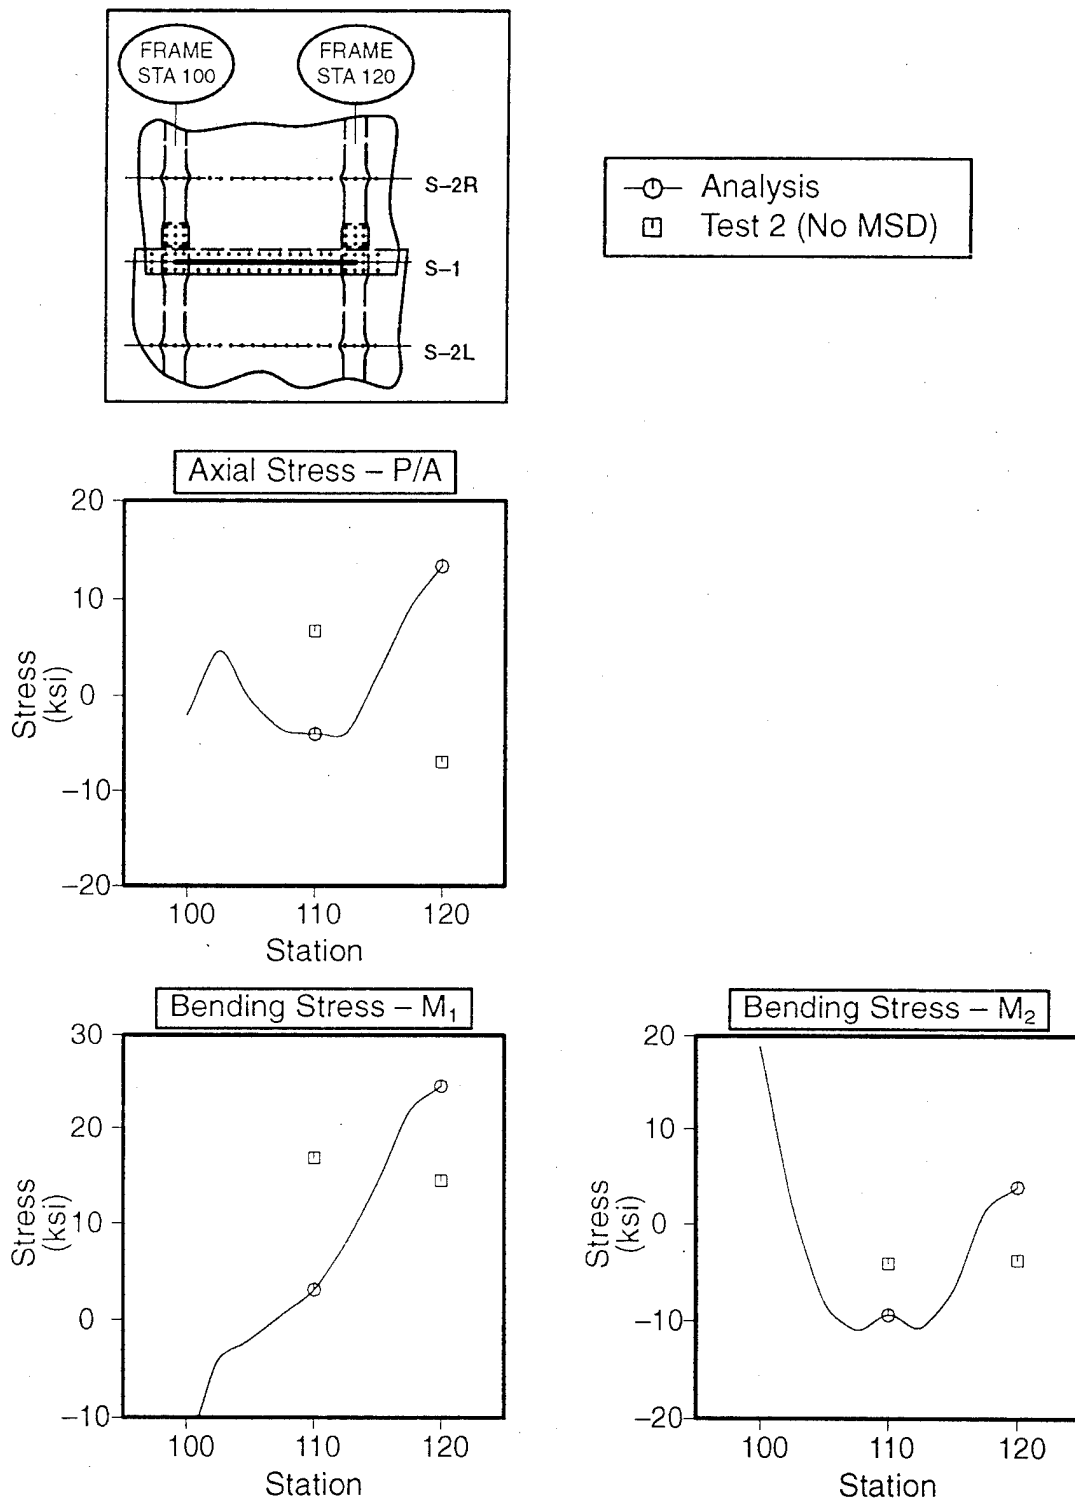 FRAME
STA 100
FRAME
STA 120
S–2R
S–1
S–2L
Analysis
Test 2 (No MSD)
Axial Stress – P/A
20
10
0
–10
–20
Stress
(ksi)
100 110 120
Station
Bending Stress – M₁
30
20
10
0
–10
Stress
(ksi)
100 110 120
Station
Bending Stress – M₂
20
10
0
–10
–20
Stress
(ksi)
100 110 120
Station